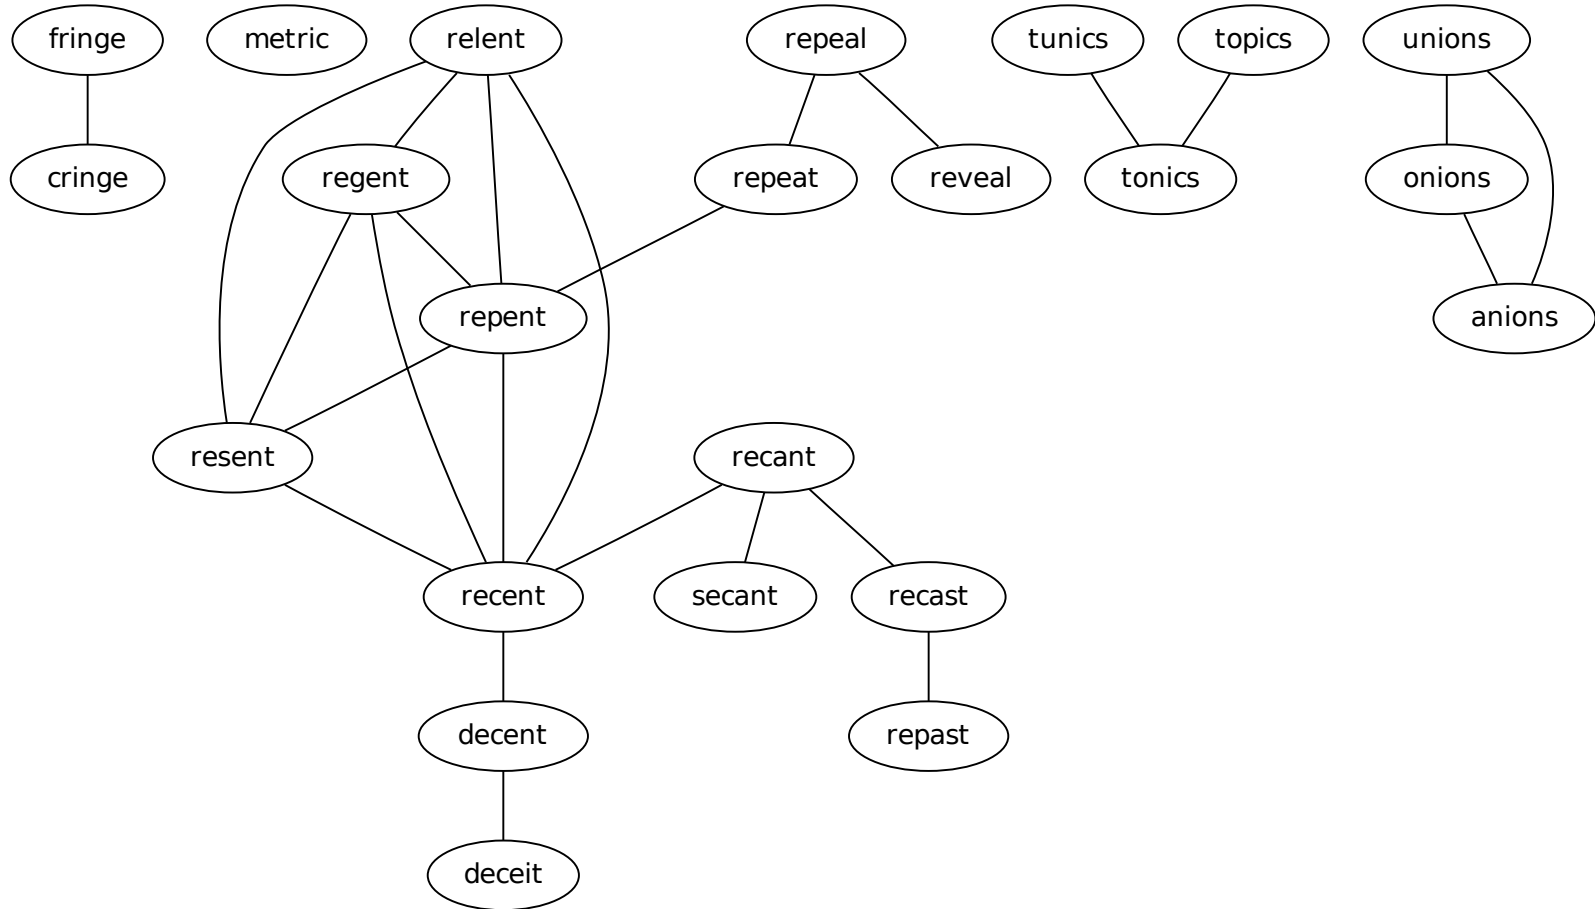 fringe
metric
relent
repeal
tunics
topics
unions
cringe
regent
repeat
reveal
tonics
onions
repent
anions
resent
recant
recent
secant
recast
decent
repast
deceit